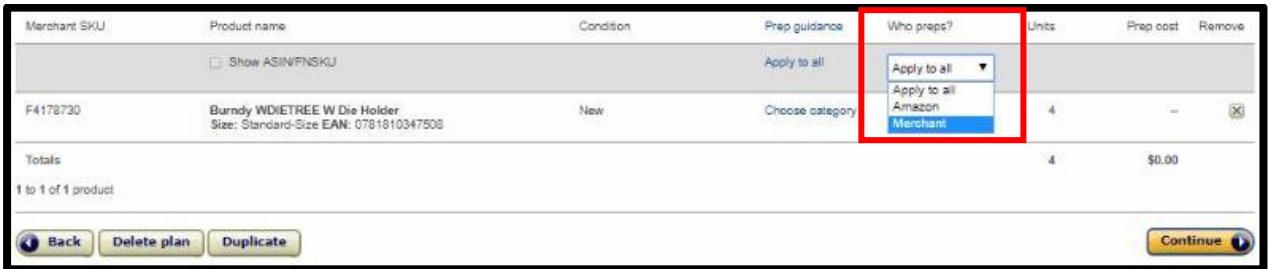 Merchant SKU Product name Condition Prep guidance Who preps? Units Prep cost Remove
Show ASIN/FNSKU Apply to all Apply to all
Apply to all
F4178730 Burndy WDIETREE W Die Holder New Choose category Amazon 4 --
Size: Standard-Size EAN: 0781810347508 Merchant
Totals 4 $0.00
1 to 1 of 1 product
Back Delete plan Duplicate Continue